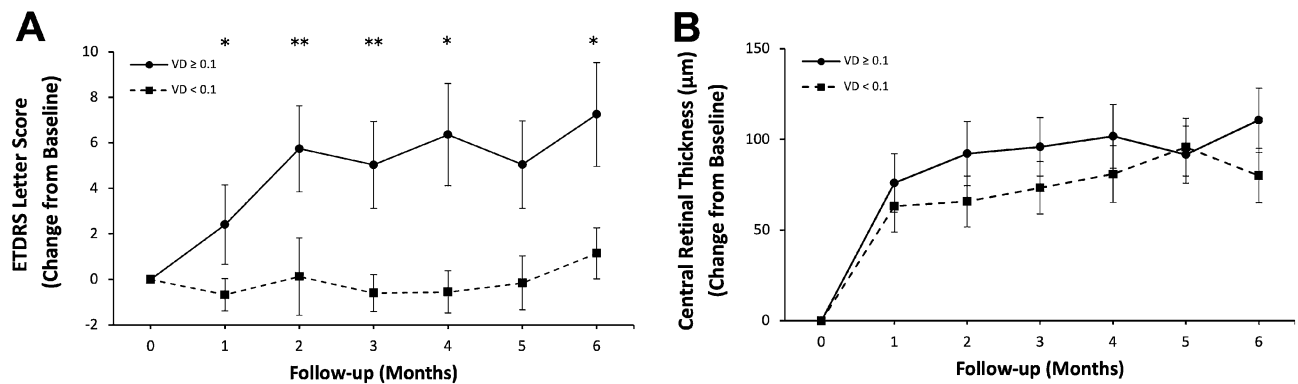 A
ETDRS Letter Score
(Change from Baseline)
10
8
6
4
2
0
-2
VD ≥ 0.1
VD < 0.1
* ** ** * *
0 1 2 3 4 5 6
Follow-up (Months)
B
Central Retinal Thickness (µm)
(Change from Baseline)
150
100
50
0
VD ≥ 0.1
VD < 0.1
0 1 2 3 4 5 6
Follow-up (Months)